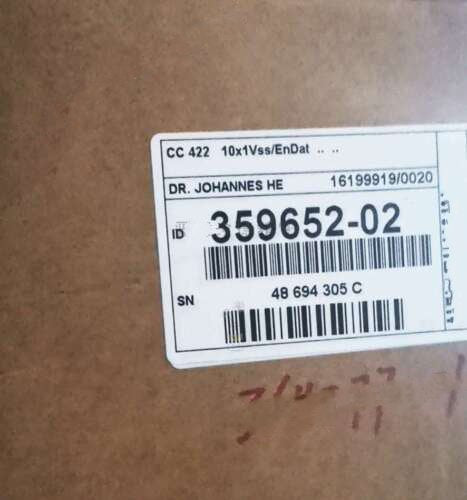 CC 422 10x1Vss/EnDat .. ..
DR. JOHANNES HE 16199919/0020
ID 359652-02
SN 48 694 305 C